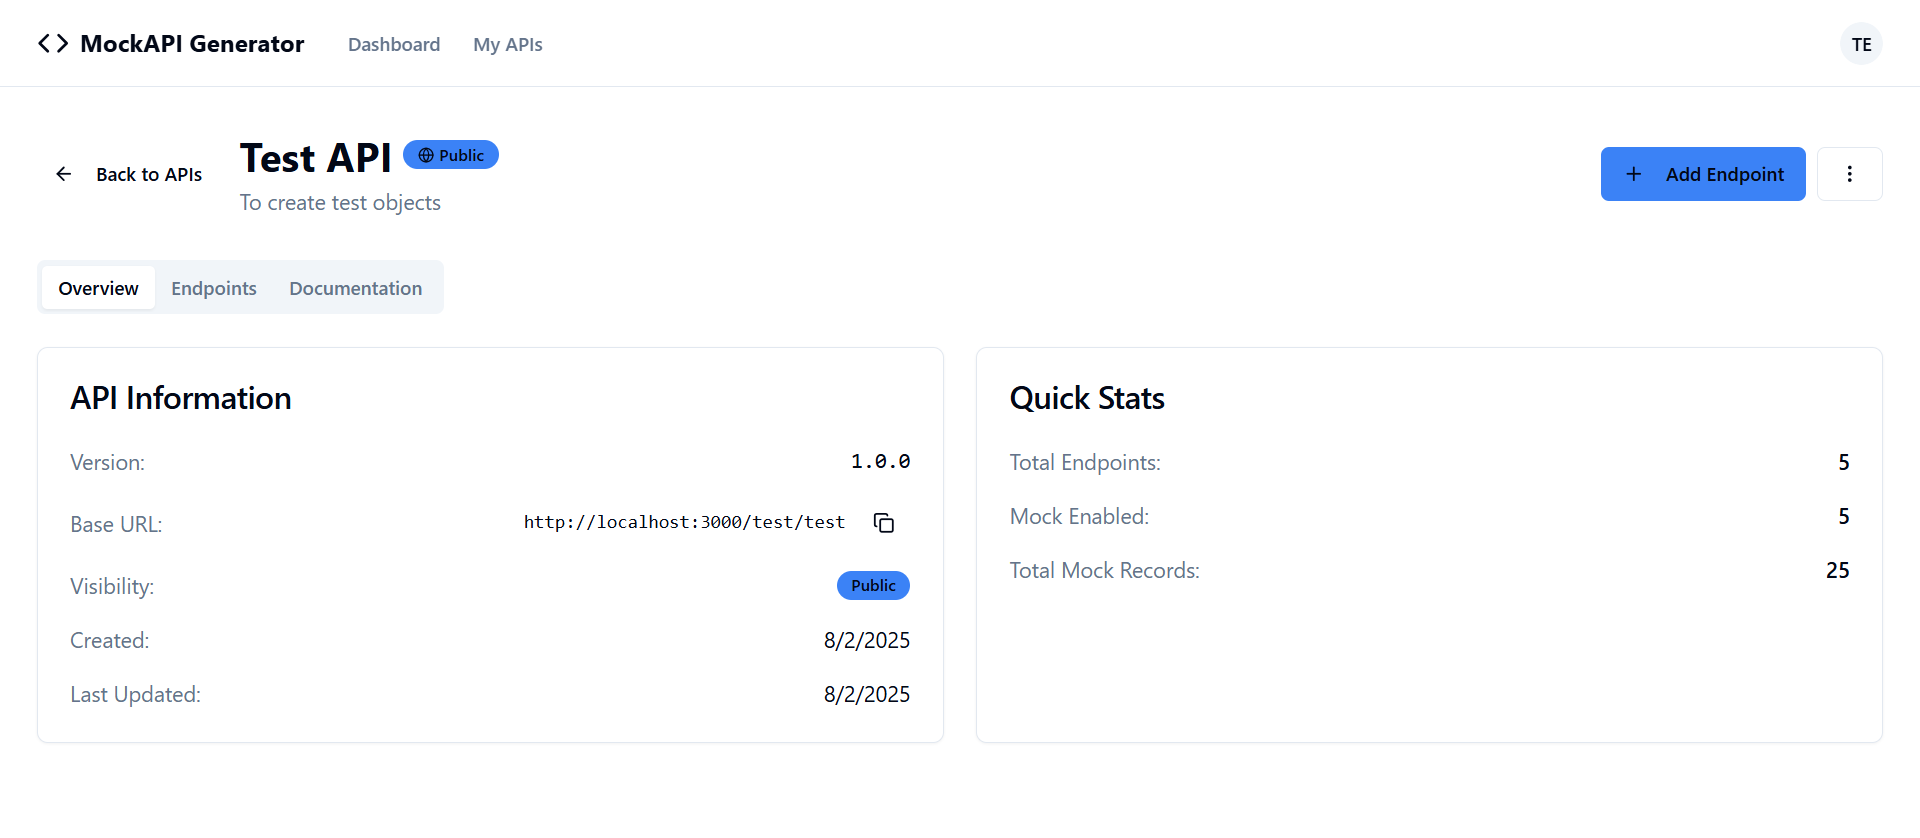 MockAPI Generator
Dashboard
My APIs
TE
Back to APIs
Test API
Public
To create test objects
Add Endpoint
Overview
Endpoints
Documentation
API Information
Version:
1.0.0
Base URL:
http://localhost:3000/test/test
Visibility:
Public
Created:
8/2/2025
Last Updated:
8/2/2025
Quick Stats
Total Endpoints:
5
Mock Enabled:
5
Total Mock Records:
25